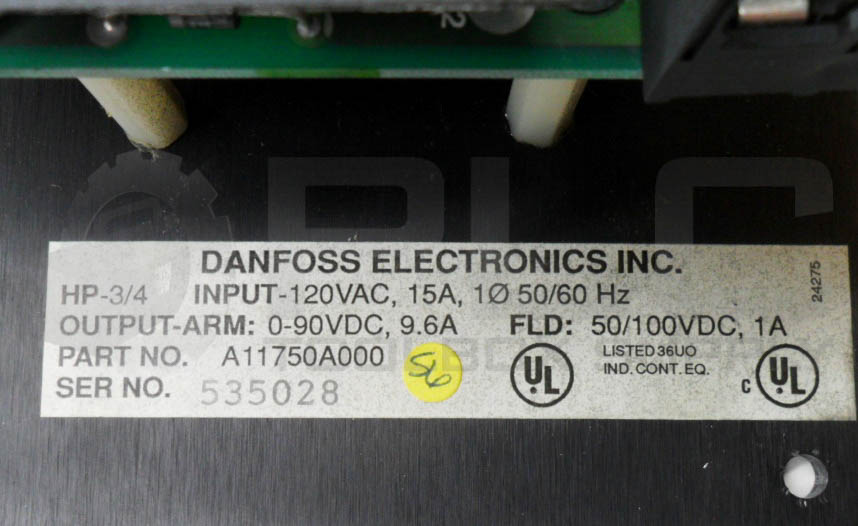 DANFOSS ELECTRONICS INC.
HP-3/4 INPUT-120VAC, 15A, 1Ø 50/60 Hz
OUTPUT-ARM: 0-90VDC, 9.6A FLD: 50/100VDC, 1A
PART NO. A11750A000
SER NO. 535028
56
UL
LISTED 36UO
IND. CONT. EQ.
C UL
24275
PLC